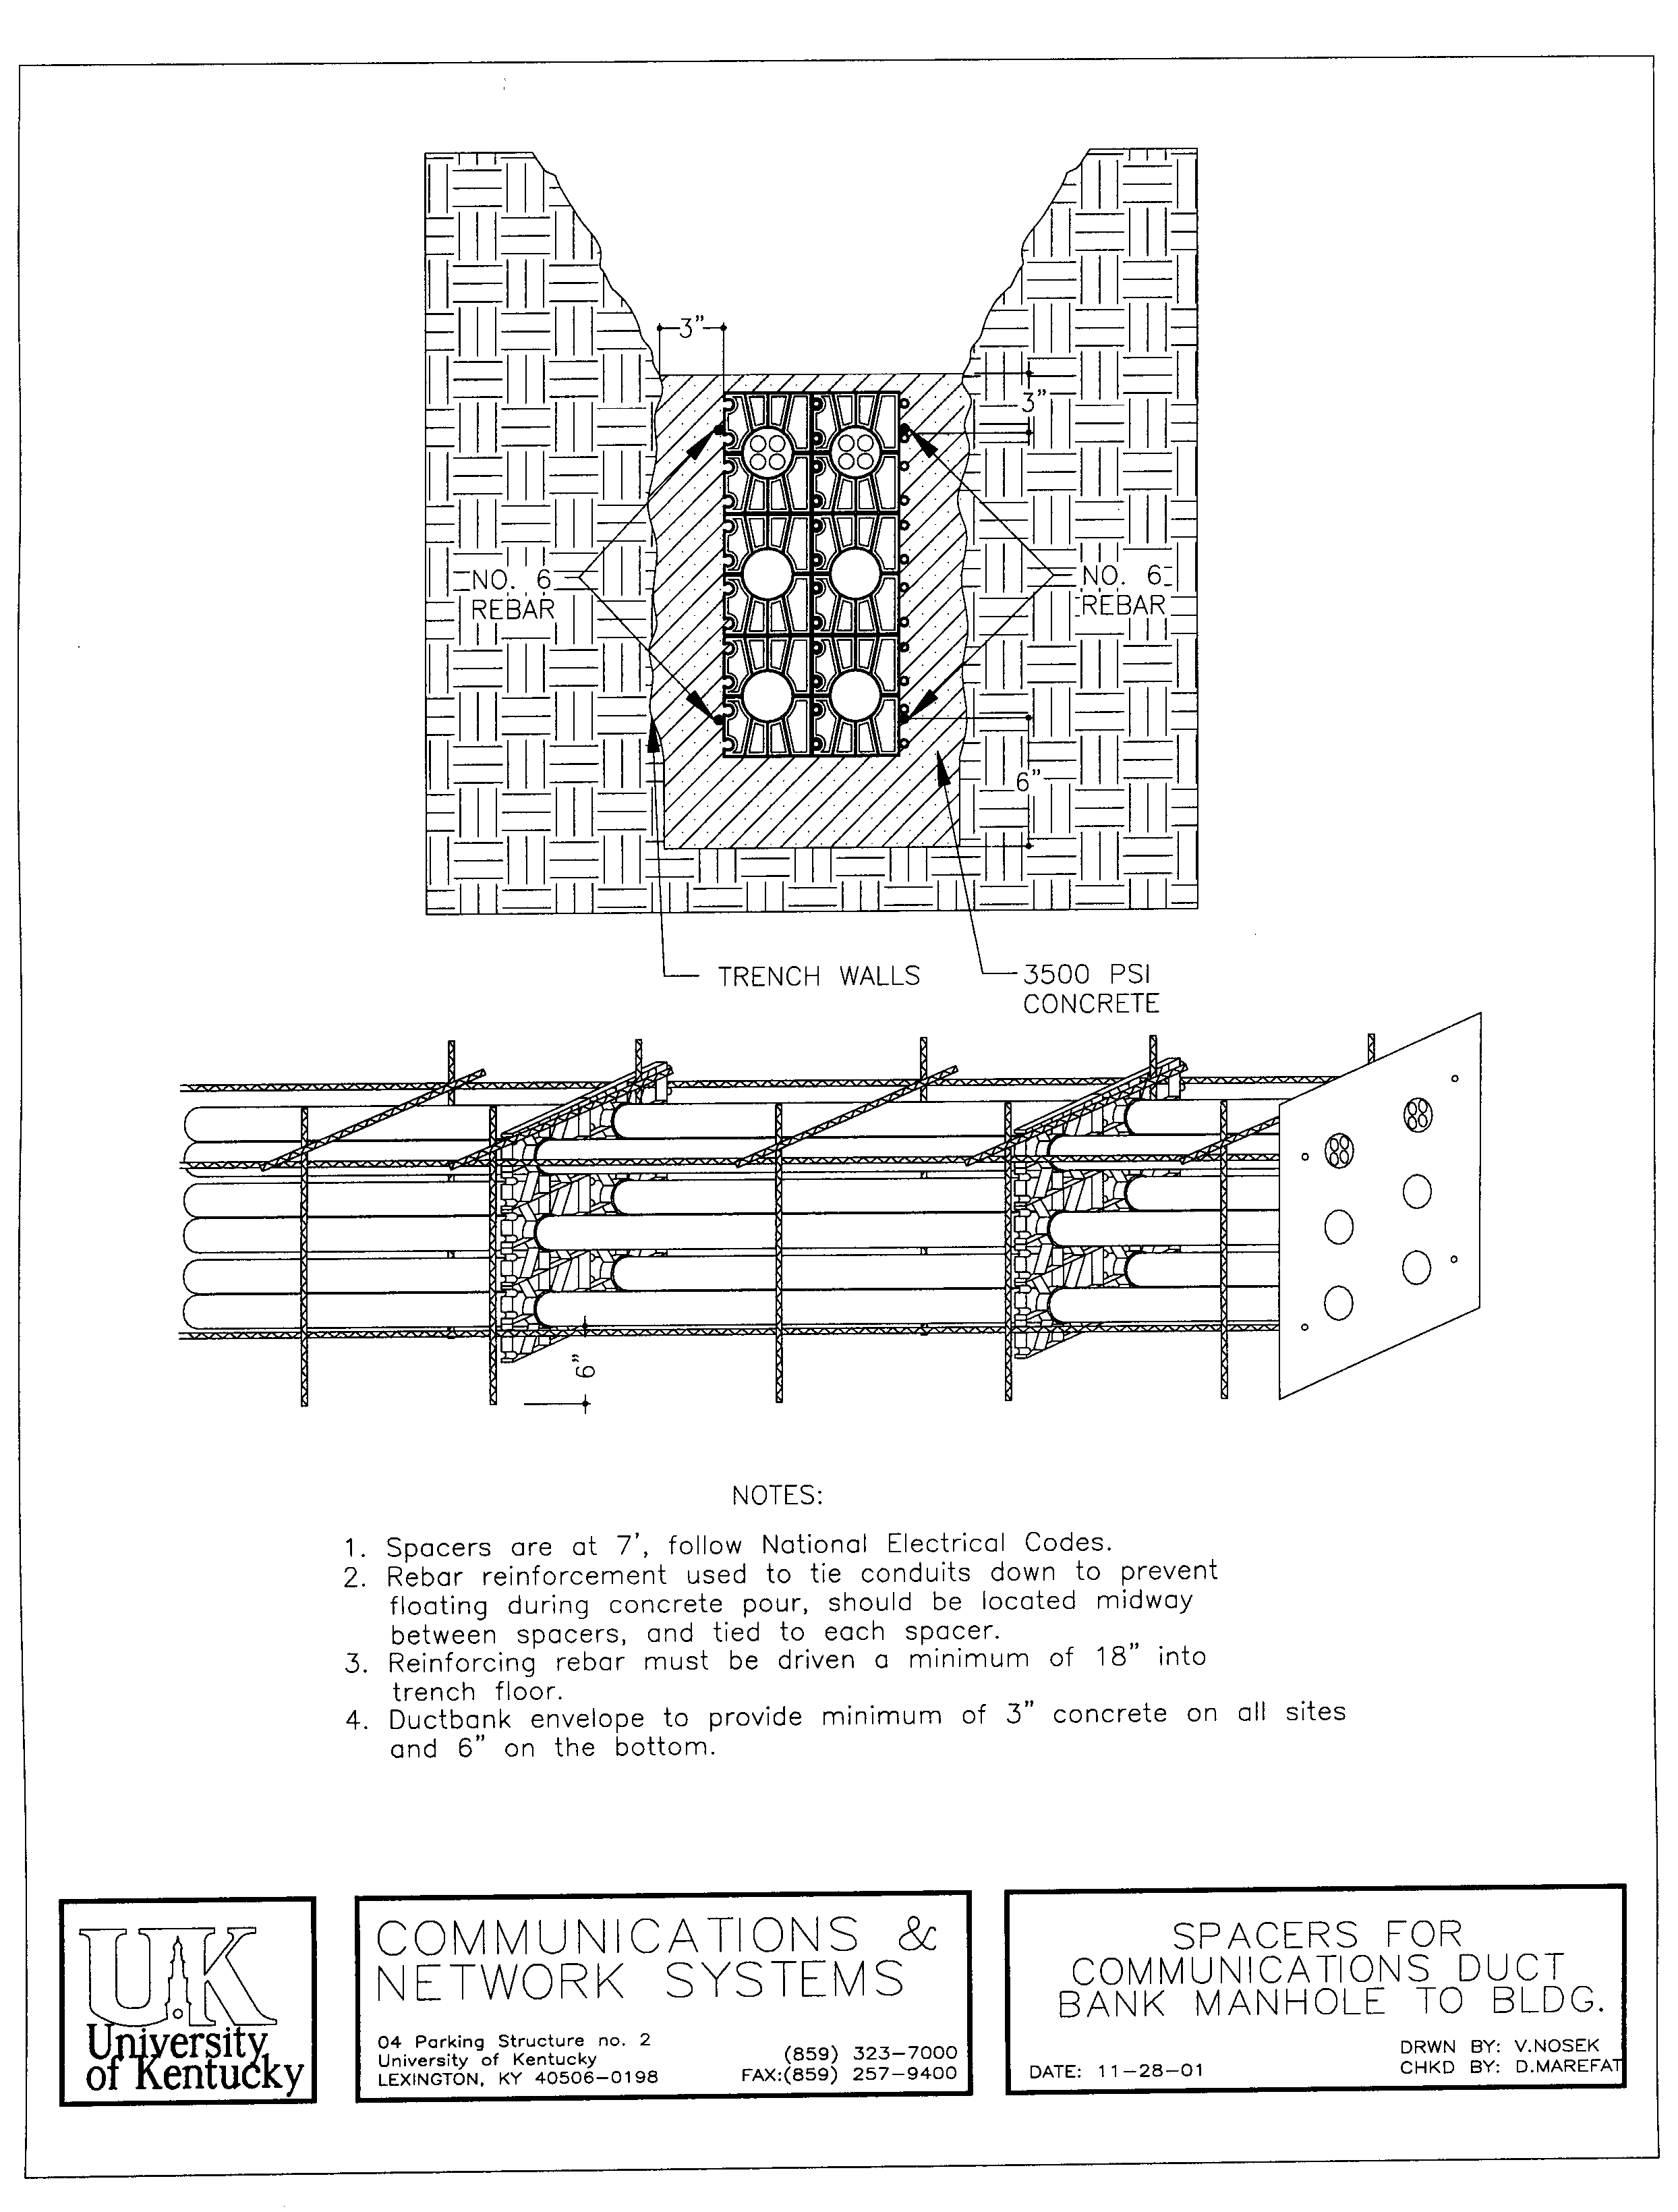 3"
3"
NO. 6
REBAR
NO. 6
REBAR
6"
TRENCH WALLS
3500 PSI
CONCRETE
6"
NOTES:
1. Spacers are at 7', follow National Electrical Codes.
2. Rebar reinforcement used to tie conduits down to prevent
floating during concrete pour, should be located midway
between spacers, and tied to each spacer.
3. Reinforcing rebar must be driven a minimum of 18" into
trench floor.
4. Ductbank envelope to provide minimum of 3" concrete on all sites
and 6" on the bottom.
UK
University
of Kentucky
COMMUNICATIONS &
NETWORK SYSTEMS
04 Parking Structure no. 2
University of Kentucky
LEXINGTON, KY 40506-0198
(859) 323-7000
FAX:(859) 257-9400
SPACERS FOR
COMMUNICATIONS DUCT
BANK MANHOLE TO BLDG.
DATE: 11-28-01
DRWN BY: V.NOSEK
CHKD BY: D.MAREFAT